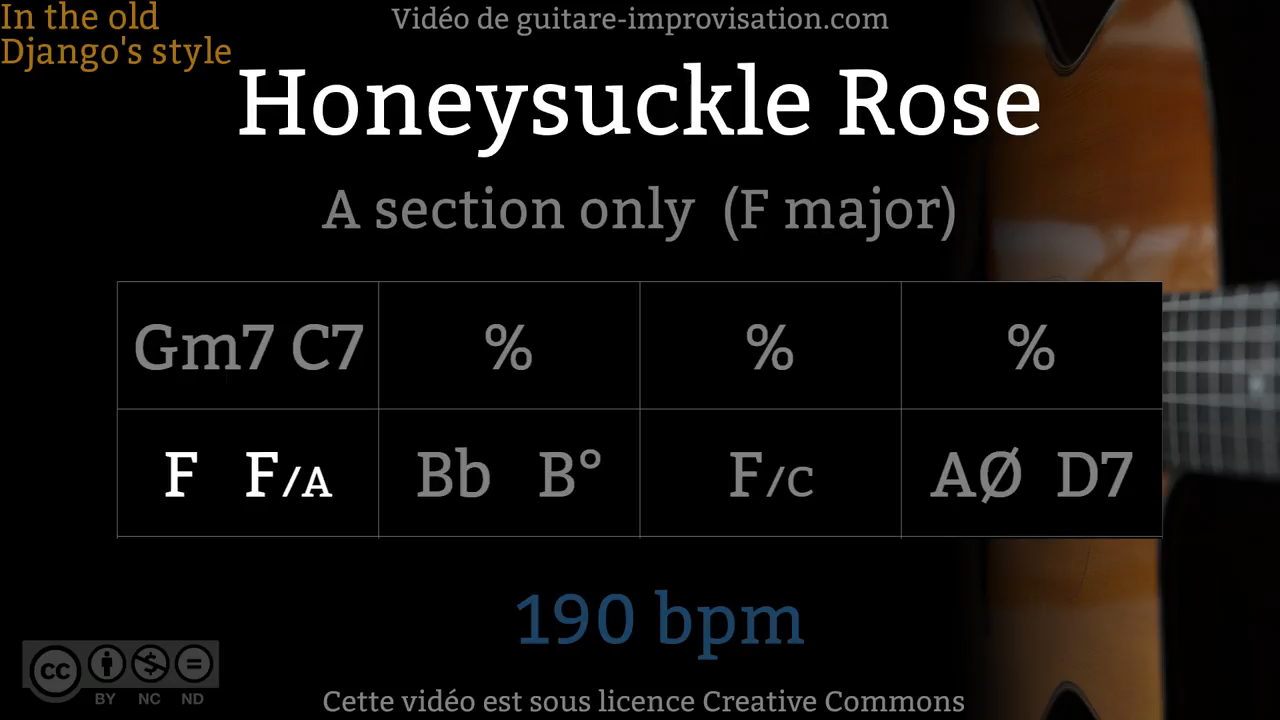 In the old
Django's style
Vidéo de guitare-improvisation.com
Honeysuckle Rose
A section only (F major)
Gm7 C7 % % %
F F/A Bb B° F/C AØ D7
190 bpm
cc
BY NC ND
Cette vidéo est sous licence Creative Commons